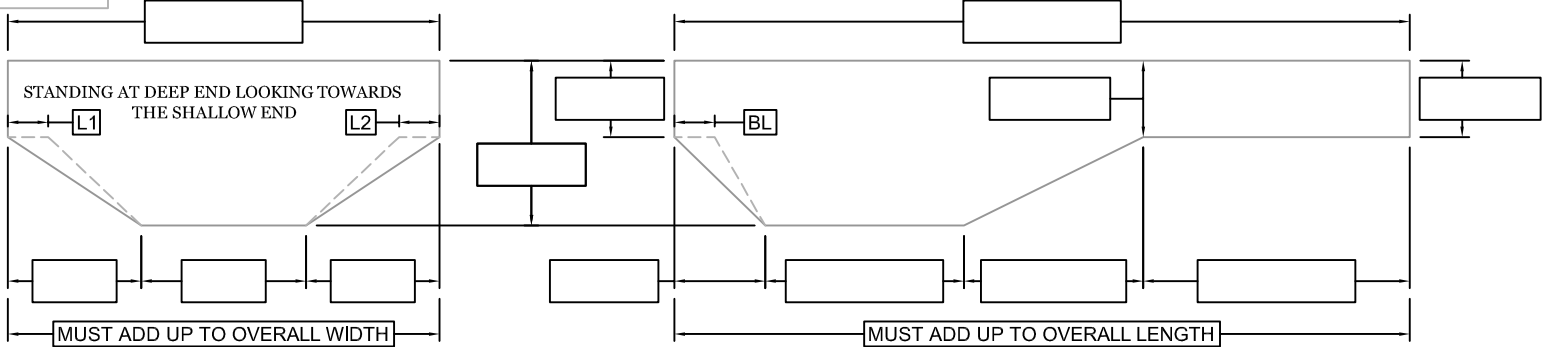 STANDING AT DEEP END LOOKING TOWARDS
THE SHALLOW END
L1
L2
BL
MUST ADD UP TO OVERALL WIDTH
MUST ADD UP TO OVERALL LENGTH